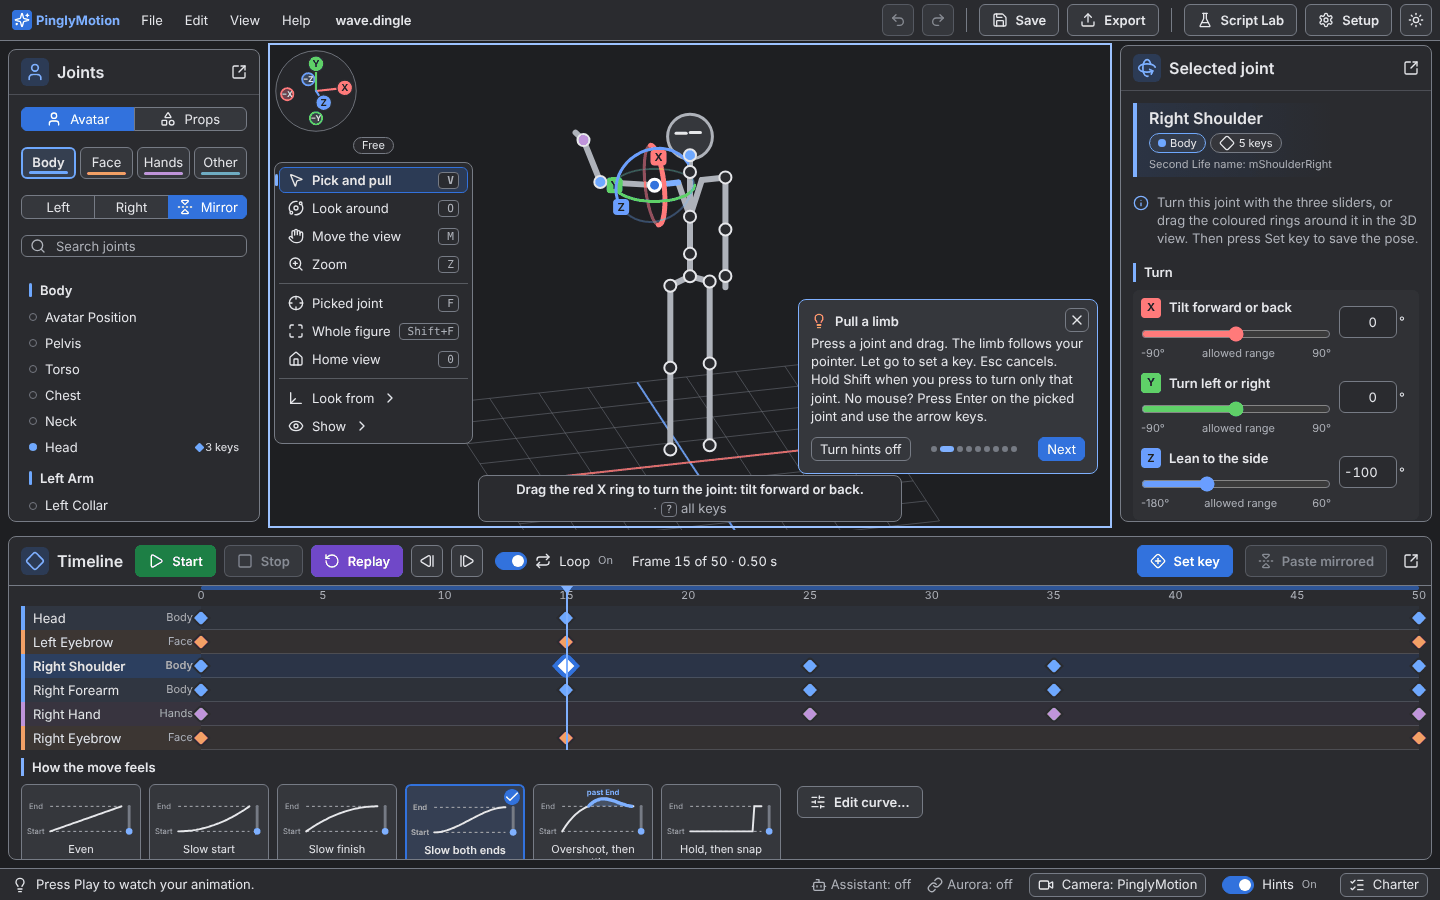 PinglyMotion File Edit View Help wave.dingle Save Export Script Lab Setup
Joints
Avatar Props
Body Face Hands Other
Left Right Mirror
Search joints
Body
Avatar Position
Pelvis
Torso
Chest
Neck
Head 3 keys
Left Arm
Left Collar
Y
-Z
-X X
Z
-Y
Free
Pick and pull V
Look around O
Move the view M
Zoom Z
Picked joint F
Whole figure Shift+F
Home view 0
Look from
Show
X
Y
Z
Pull a limb
Press a joint and drag. The limb follows your
pointer. Let go to set a key. Esc cancels.
Hold Shift when you press to turn only that
joint. No mouse? Press Enter on the picked
joint and use the arrow keys.
Turn hints off Next
Drag the red X ring to turn the joint: tilt forward or back.
· ? all keys
Selected joint
Right Shoulder
Body 5 keys
Second Life name: mShoulderRight
Turn this joint with the three sliders, or
drag the coloured rings around it in the 3D
view. Then press Set key to save the pose.
Turn
X Tilt forward or back 0 °
-90° allowed range 90°
Y Turn left or right 0 °
-90° allowed range 90°
Z Lean to the side -100 °
-180° allowed range 60°
Timeline Start Stop Replay Loop On Frame 15 of 50 · 0.50 s Set key Paste mirrored
0 5 10 15 20 25 30 35 40 45 50
Head Body
Left Eyebrow Face
Right Shoulder Body
Right Forearm Body
Right Hand Hands
Right Eyebrow Face
How the move feels
End Start Even
End Start Slow start
End Start Slow finish
End Start Slow both ends
past End End Start Overshoot, then
End Start Hold, then snap
Edit curve...
Press Play to watch your animation. Assistant: off Aurora: off Camera: PinglyMotion Hints On Charter